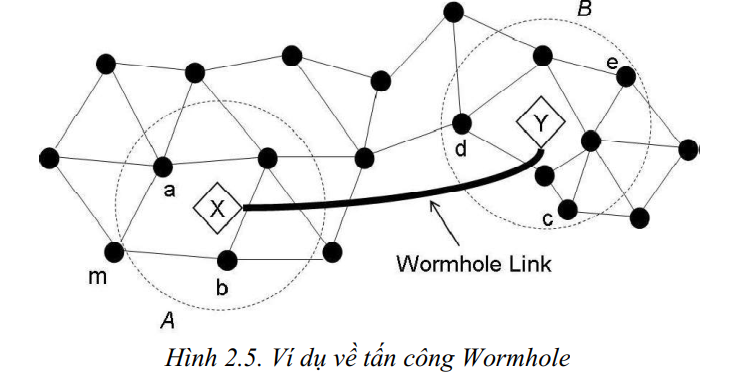 B
e
Y
d
a
X
c
Wormhole Link
m
b
A
Hình 2.5. Ví dụ về tấn công Wormhole